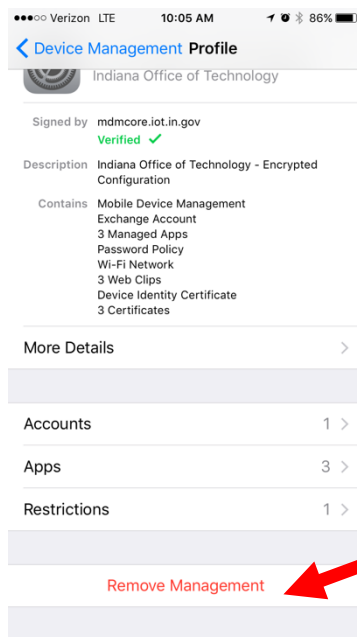 Verizon LTE 10:05 AM 86%
Device Management Profile
Indiana Office of Technology
Signed by mdmcore.iot.in.gov
Verified
Description Indiana Office of Technology - Encrypted
Configuration
Contains Mobile Device Management
Exchange Account
3 Managed Apps
Password Policy
Wi-Fi Network
3 Web Clips
Device Identity Certificate
3 Certificates
More Details
Accounts 1
Apps 3
Restrictions 1
Remove Management